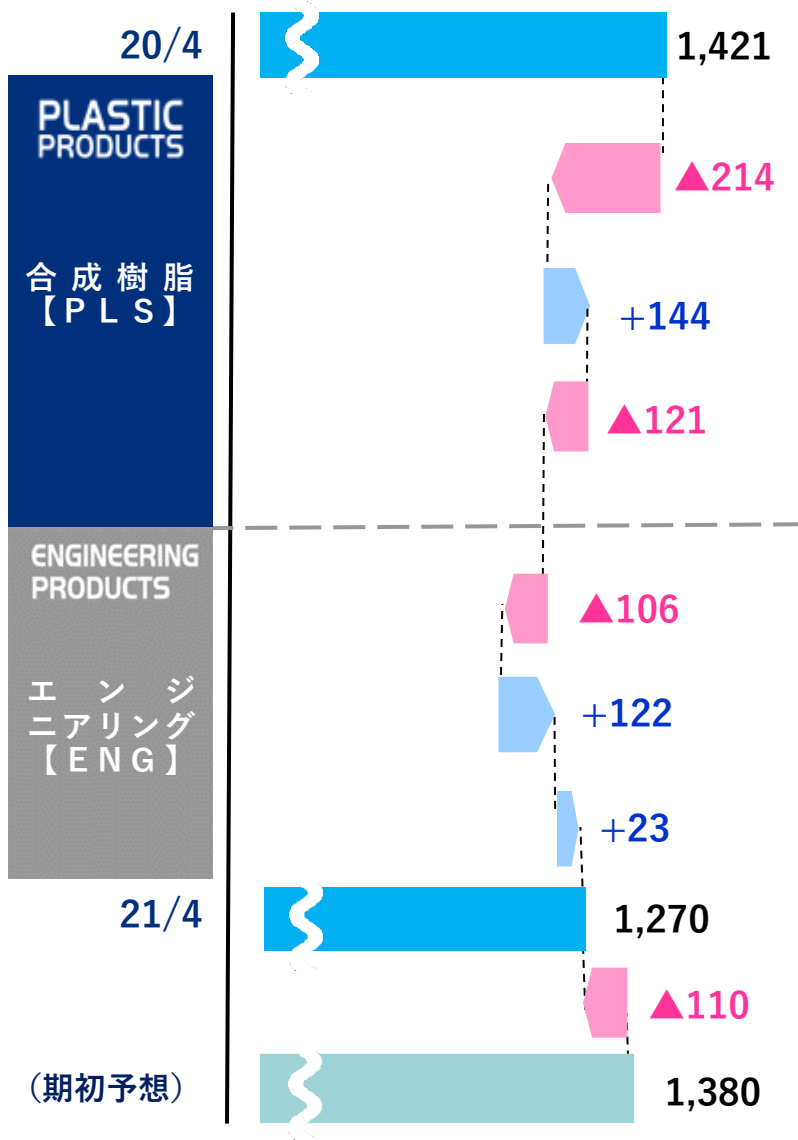 20/4
1,421
PLASTIC
PRODUCTS
▲214
合成樹脂
【ＰＬＳ】
+144
▲121
ENGINEERING
PRODUCTS
▲106
エンジ
ニアリング
【ＥＮＧ】
+122
+23
21/4
1,270
▲110
（期初予想）
1,380